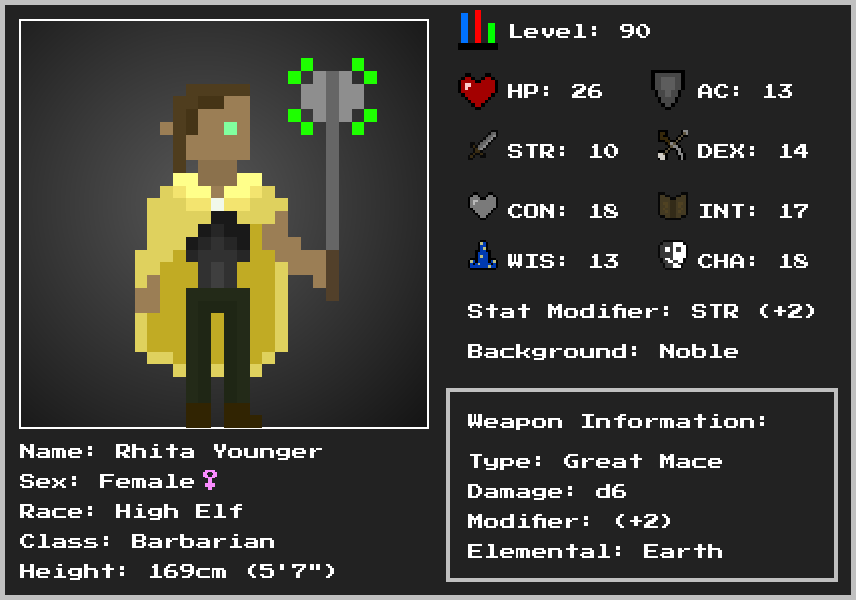 Level: 90
HP: 26 AC: 13
STR: 10 DEX: 14
CON: 18 INT: 17
WIS: 13 CHA: 18
Stat Modifier: STR (+2)
Background: Noble
Weapon Information:
Type: Great Mace
Damage: d6
Modifier: (+2)
Elemental: Earth
Name: Rhita Younger
Sex: Female♀
Race: High Elf
Class: Barbarian
Height: 169cm (5'7")